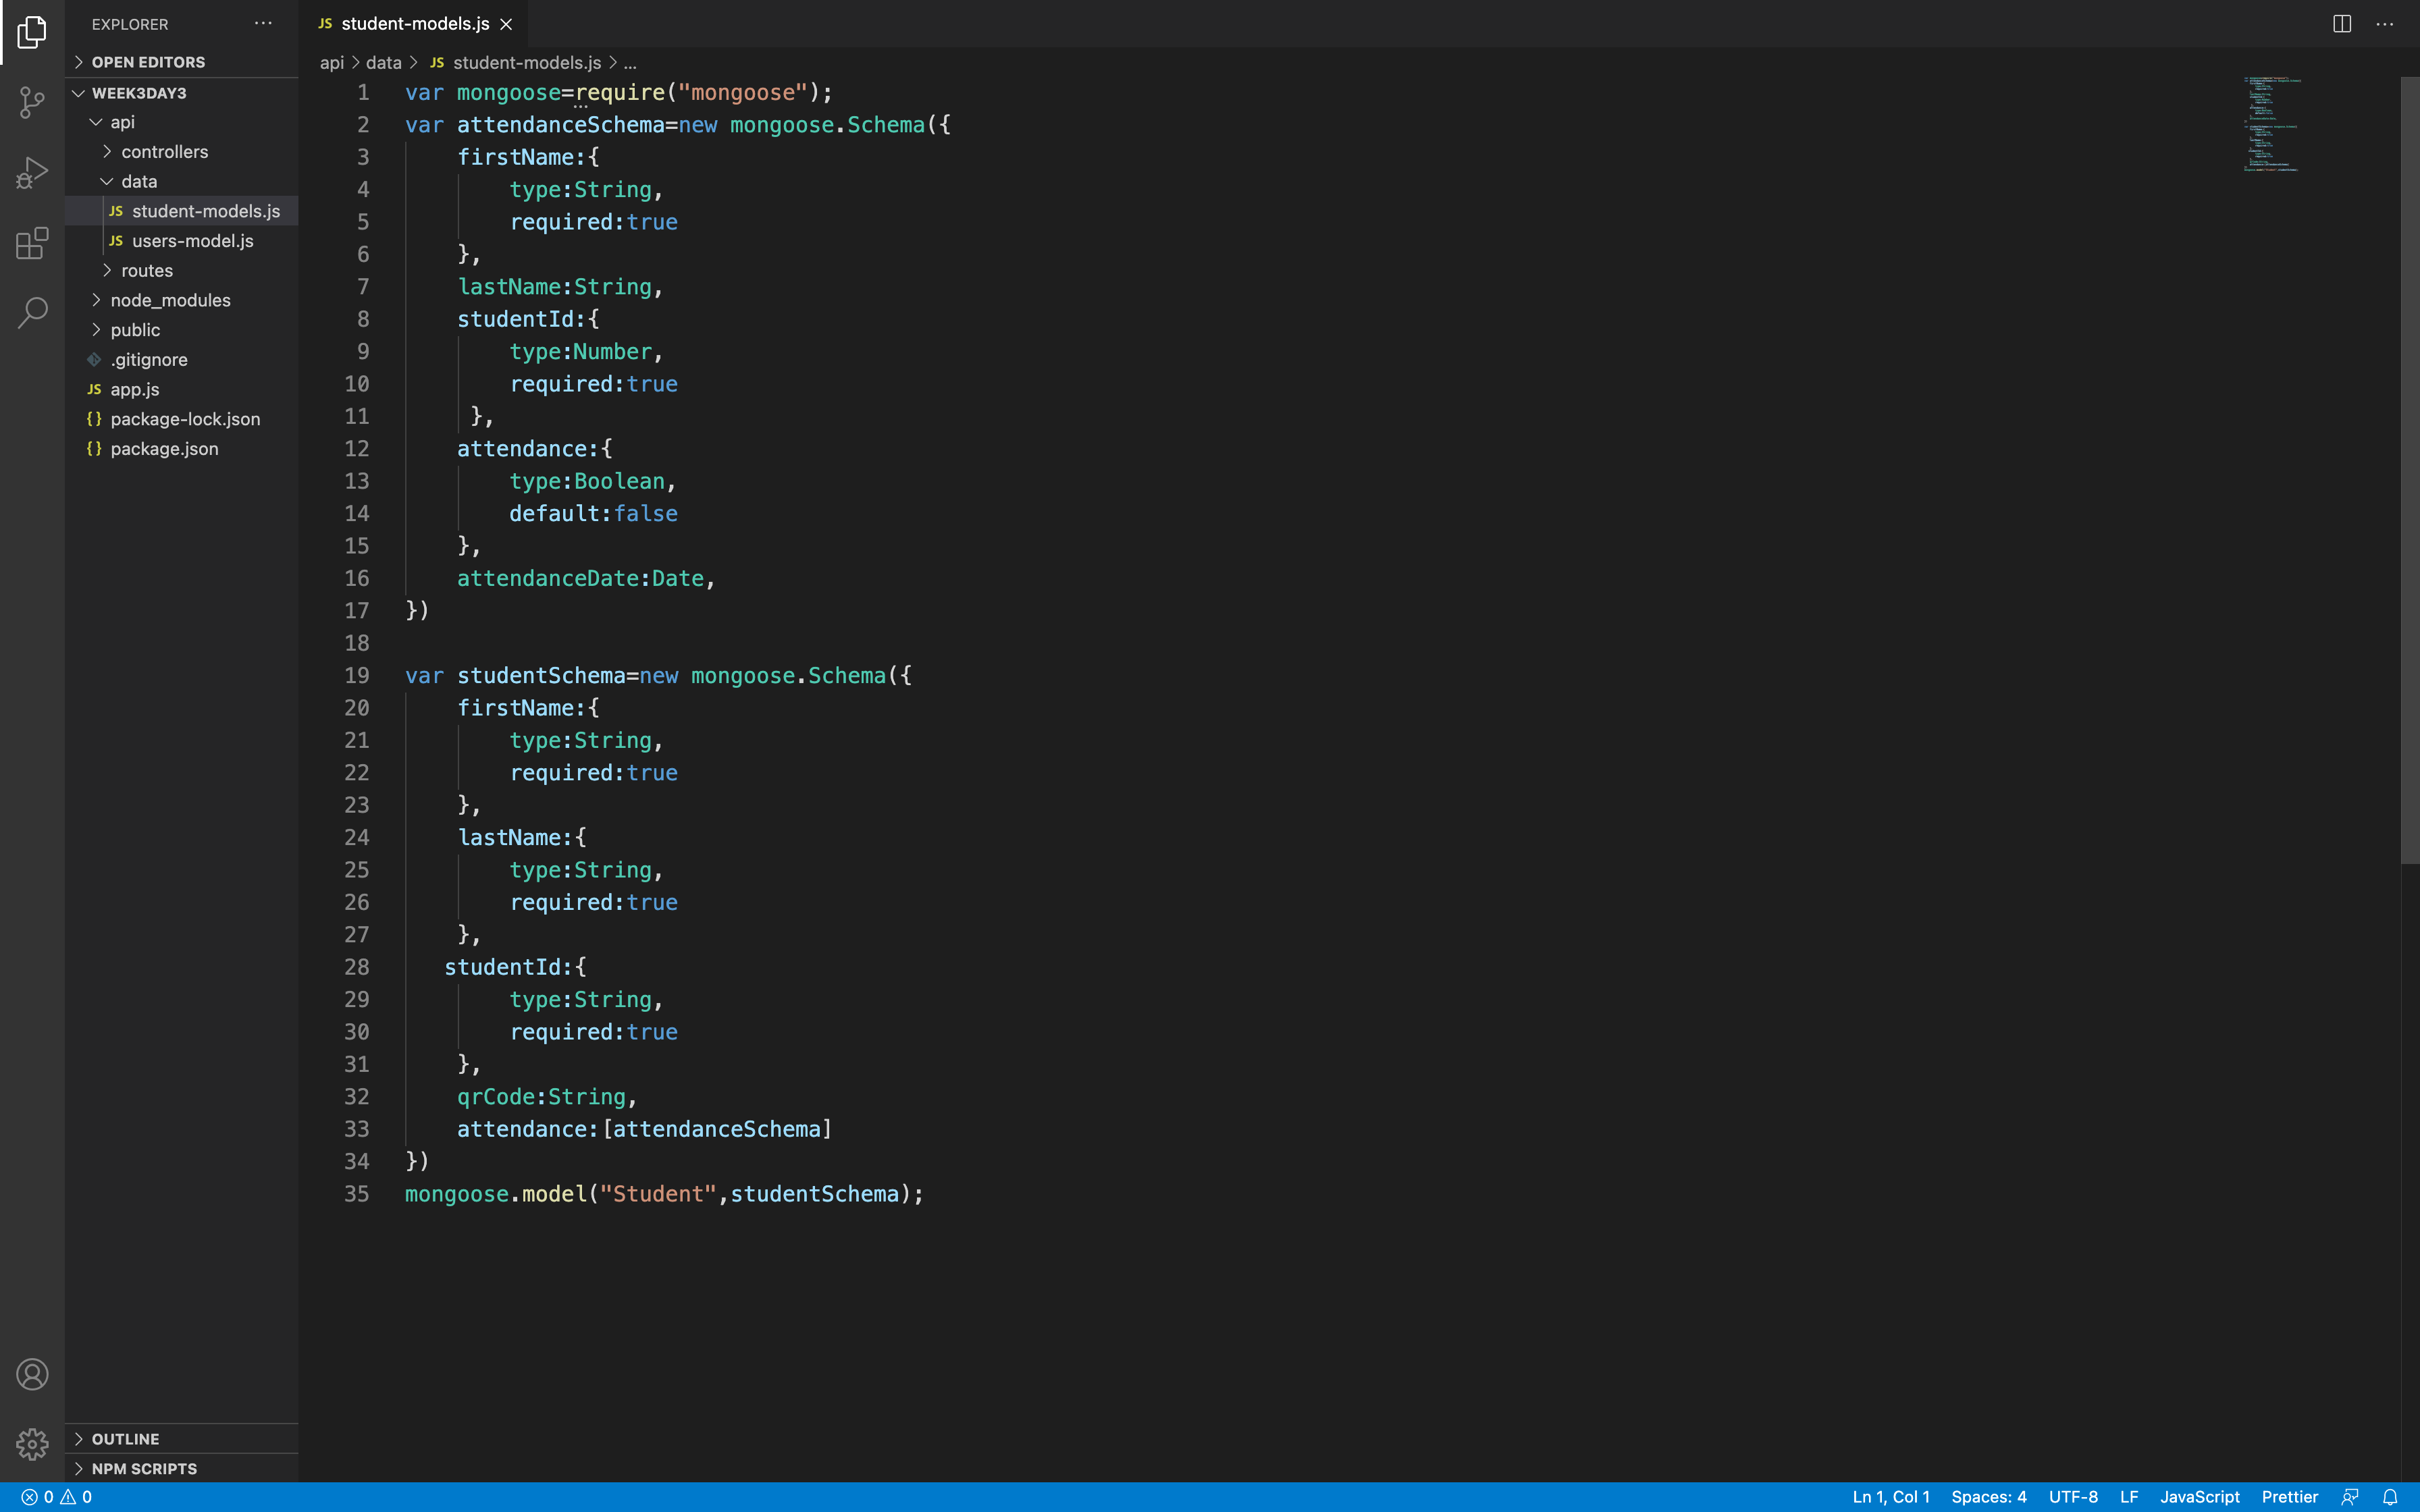 EXPLORER
OPEN EDITORS
WEEK3DAY3
api
controllers
data
JS student-models.js
JS users-model.js
routes
node_modules
public
.gitignore
JS app.js
{} package-lock.json
{} package.json
OUTLINE
NPM SCRIPTS
JS student-models.js
api > data > JS student-models.js > ...
1 var mongoose=require("mongoose");
2 var attendanceSchema=new mongoose.Schema({
3     firstName:{
4         type:String,
5         required:true
6     },
7     lastName:String,
8     studentId:{
9         type:Number,
10         required:true
11      },
12     attendance:{
13         type:Boolean,
14         default:false
15     },
16     attendanceDate:Date,
17 })
18
19 var studentSchema=new mongoose.Schema({
20     firstName:{
21         type:String,
22         required:true
23     },
24     lastName:{
25         type:String,
26         required:true
27     },
28    studentId:{
29         type:String,
30         required:true
31     },
32     qrCode:String,
33     attendance:[attendanceSchema]
34 })
35 mongoose.model("Student",studentSchema);
0 0 Ln 1, Col 1 Spaces: 4 UTF-8 LF JavaScript Prettier